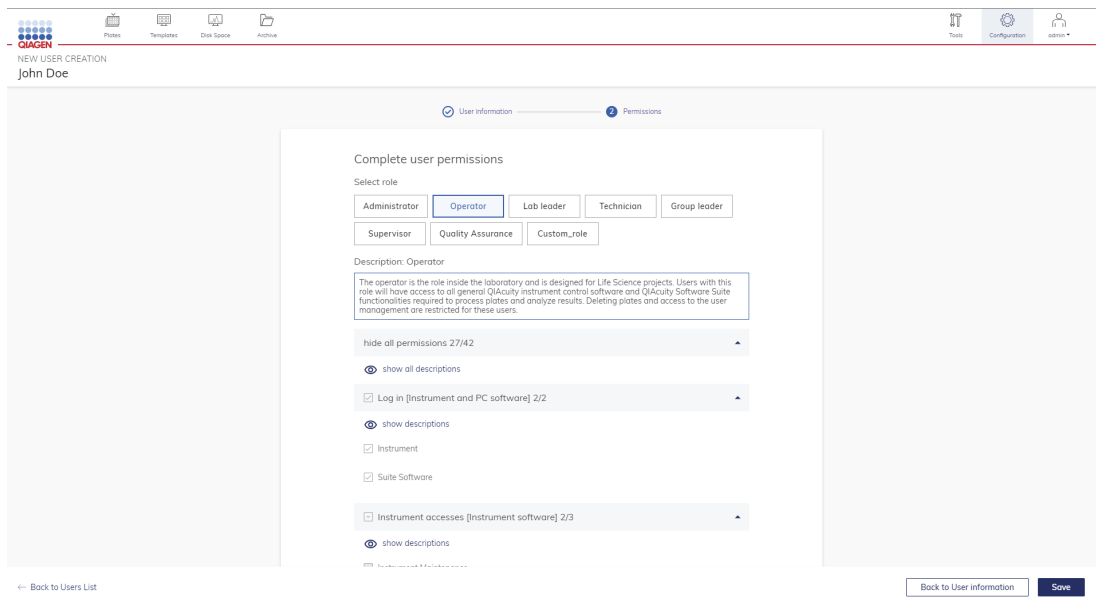 Plates
Templates
Disk Space
Archive
Tools
Configuration
admin
QIAGEN
NEW USER CREATION
John Doe
User information
2 Permissions
Complete user permissions
Select role
Administrator
Operator
Lab leader
Technician
Group leader
Supervisor
Quality Assurance
Custom_role
Description: Operator
The operator is the role inside the laboratory and is designed for Life Science projects. Users with this
role will have access to all general QIAcuity instrument control software and QIAcuity Software Suite
functionalities required to process plates and analyze results. Deleting plates and access to the user
management are restricted for these users.
hide all permissions 27/42
show all descriptions
Log in [Instrument and PC software] 2/2
show descriptions
Instrument
Suite Software
Instrument accesses [Instrument software] 2/3
show descriptions
Instrument Maintenance
← Back to Users List
Back to User information
Save